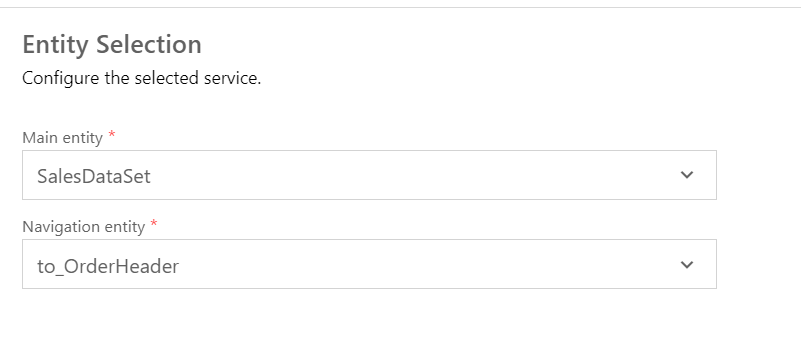 Entity Selection
Configure the selected service.
Main entity *
SalesDataSet
Navigation entity *
to_OrderHeader